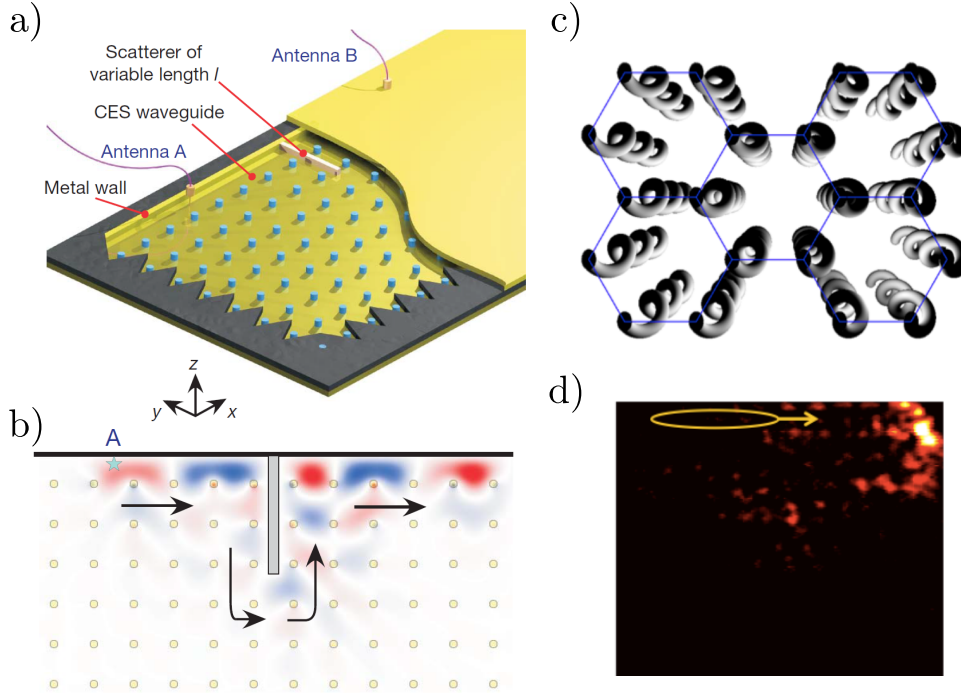 a)
Scatterer of
variable length l
Antenna B
CES waveguide
Antenna A
Metal wall
z
y
x
b)
A
c)
d)